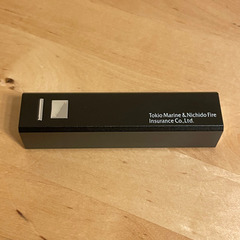 Tokio Marine & Nichido Fire
Insurance Co., Ltd.